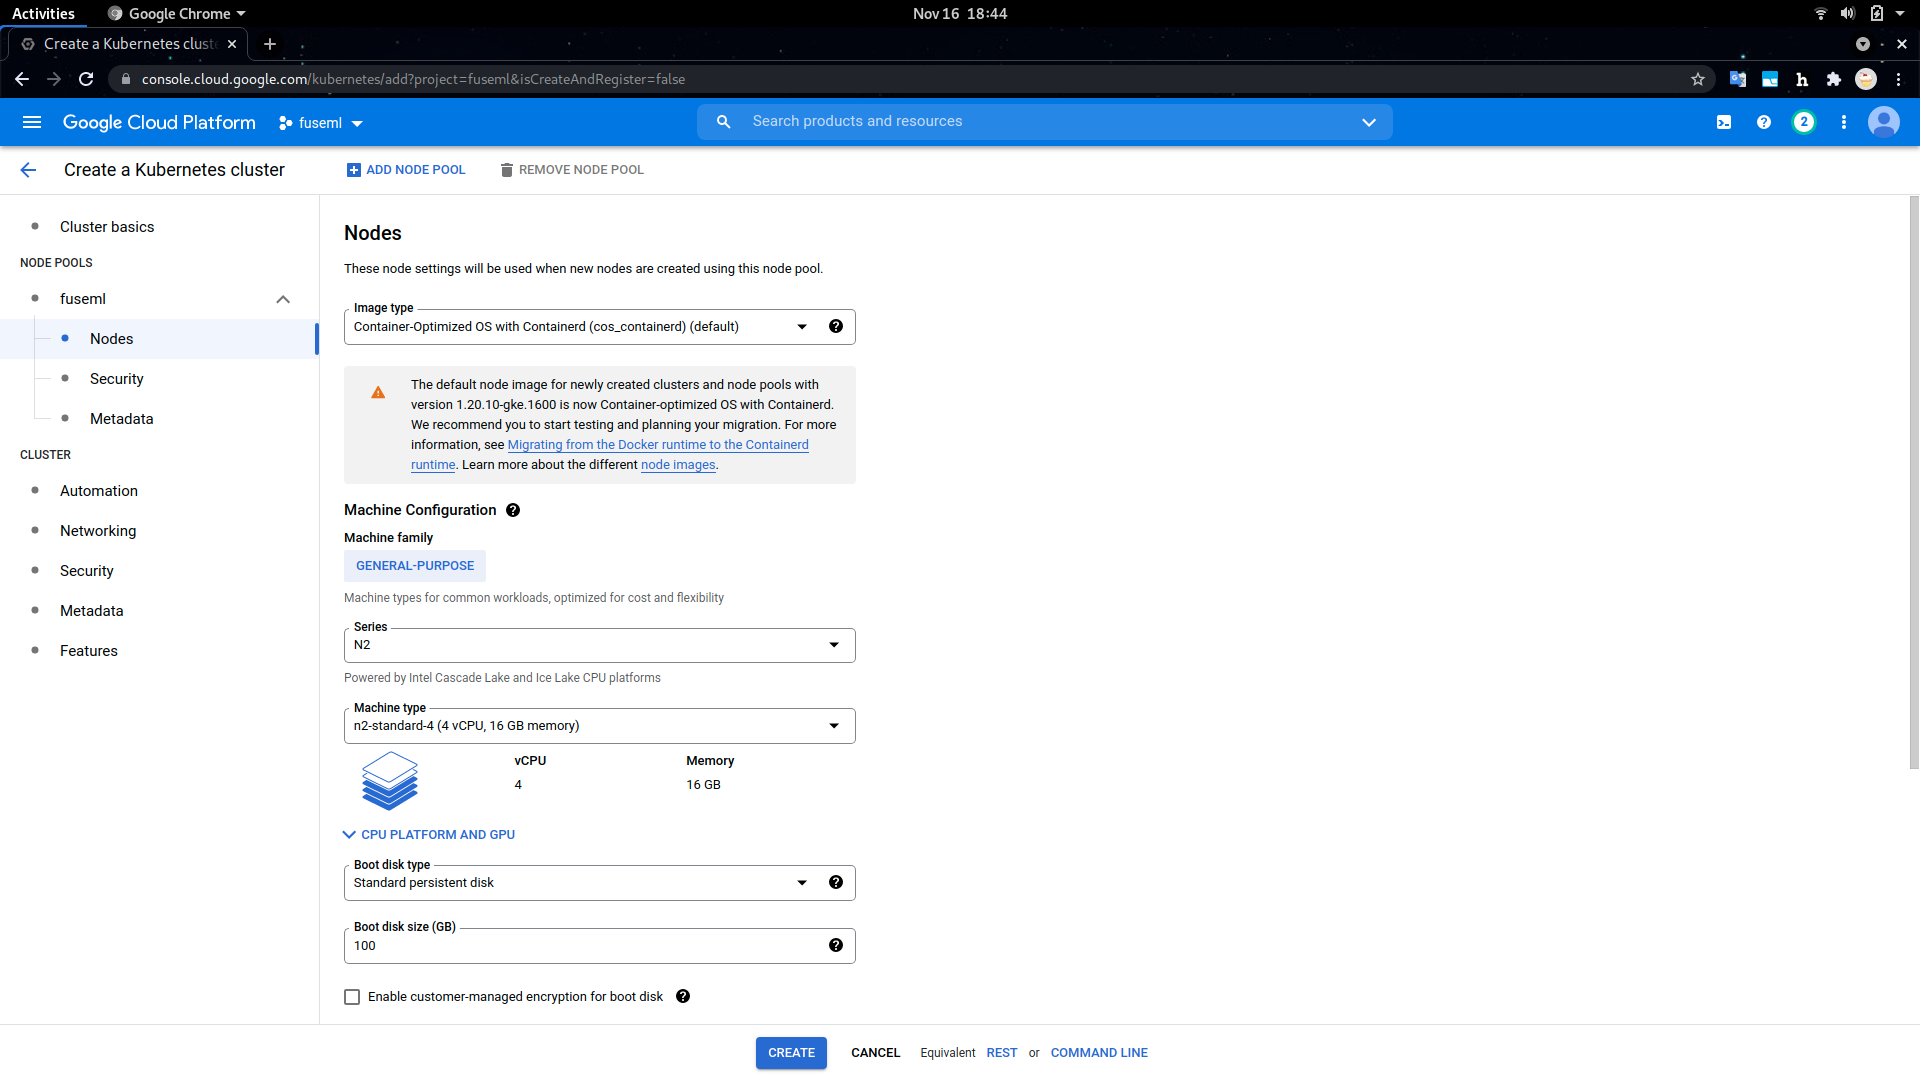 Activities
Google Chrome
Nov 16 18:44
Create a Kubernetes clust
console.cloud.google.com/kubernetes/add?project=fuseml&isCreateAndRegister=false
Google Cloud Platform
fuseml
Search products and resources
2
Create a Kubernetes cluster
ADD NODE POOL
REMOVE NODE POOL
Cluster basics
NODE POOLS
fuseml
Nodes
Security
Metadata
CLUSTER
Automation
Networking
Security
Metadata
Features
Nodes
These node settings will be used when new nodes are created using this node pool.
Image type
Container-Optimized OS with Containerd (cos_containerd) (default)
The default node image for newly created clusters and node pools with
version 1.20.10-gke.1600 is now Container-optimized OS with Containerd.
We recommend you to start testing and planning your migration. For more
information, see Migrating from the Docker runtime to the Containerd
runtime. Learn more about the different node images.
Machine Configuration
Machine family
GENERAL-PURPOSE
Machine types for common workloads, optimized for cost and flexibility
Series
N2
Powered by Intel Cascade Lake and Ice Lake CPU platforms
Machine type
n2-standard-4 (4 vCPU, 16 GB memory)
vCPU
Memory
4
16 GB
CPU PLATFORM AND GPU
Boot disk type
Standard persistent disk
Boot disk size (GB)
100
Enable customer-managed encryption for boot disk
CREATE
CANCEL
Equivalent REST or COMMAND LINE